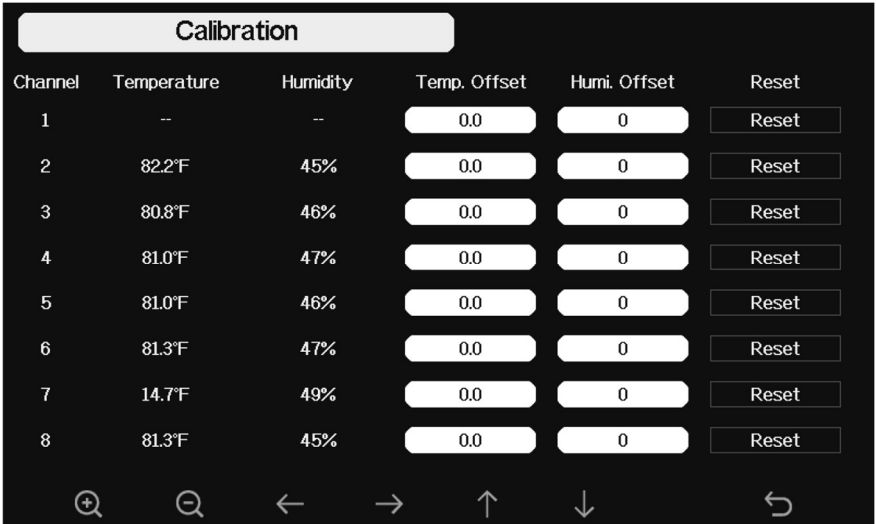 Calibration
Channel Temperature Humidity Temp. Offset Humi. Offset Reset
1 -- -- 0.0 0 Reset
2 82.2°F 45% 0.0 0 Reset
3 80.8°F 46% 0.0 0 Reset
4 81.0°F 47% 0.0 0 Reset
5 81.0°F 46% 0.0 0 Reset
6 81.3°F 47% 0.0 0 Reset
7 14.7°F 49% 0.0 0 Reset
8 81.3°F 45% 0.0 0 Reset